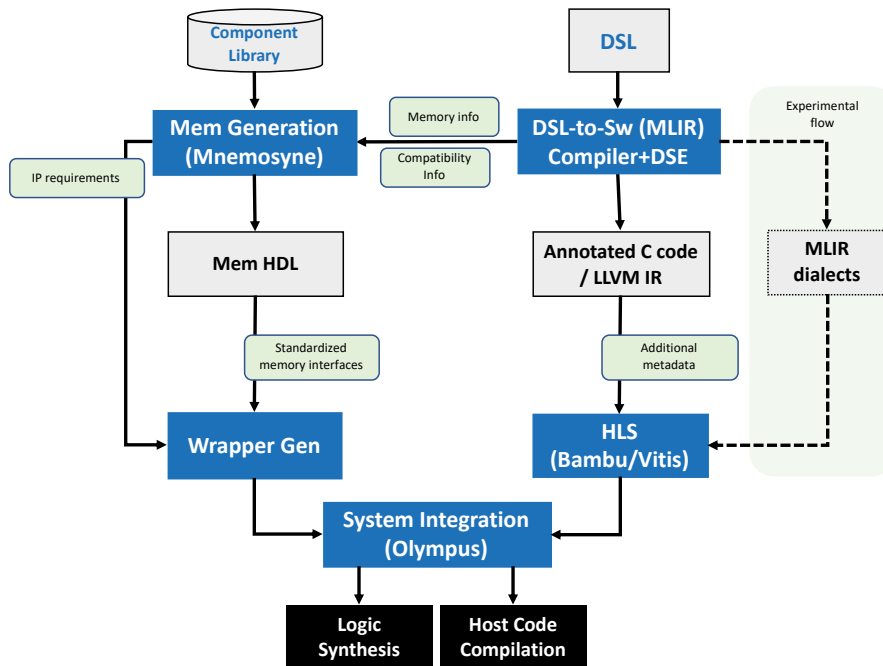 Component
Library
DSL
Mem Generation
(Mnemosyne)
Memory info
Compatibility
Info
DSL-to-Sw (MLIR)
Compiler+DSE
Experimental
flow
IP requirements
Mem HDL
Annotated C code
/ LLVM IR
MLIR
dialects
Standardized
memory interfaces
Additional
metadata
Wrapper Gen
HLS
(Bambu/Vitis)
System Integration
(Olympus)
Logic
Synthesis
Host Code
Compilation